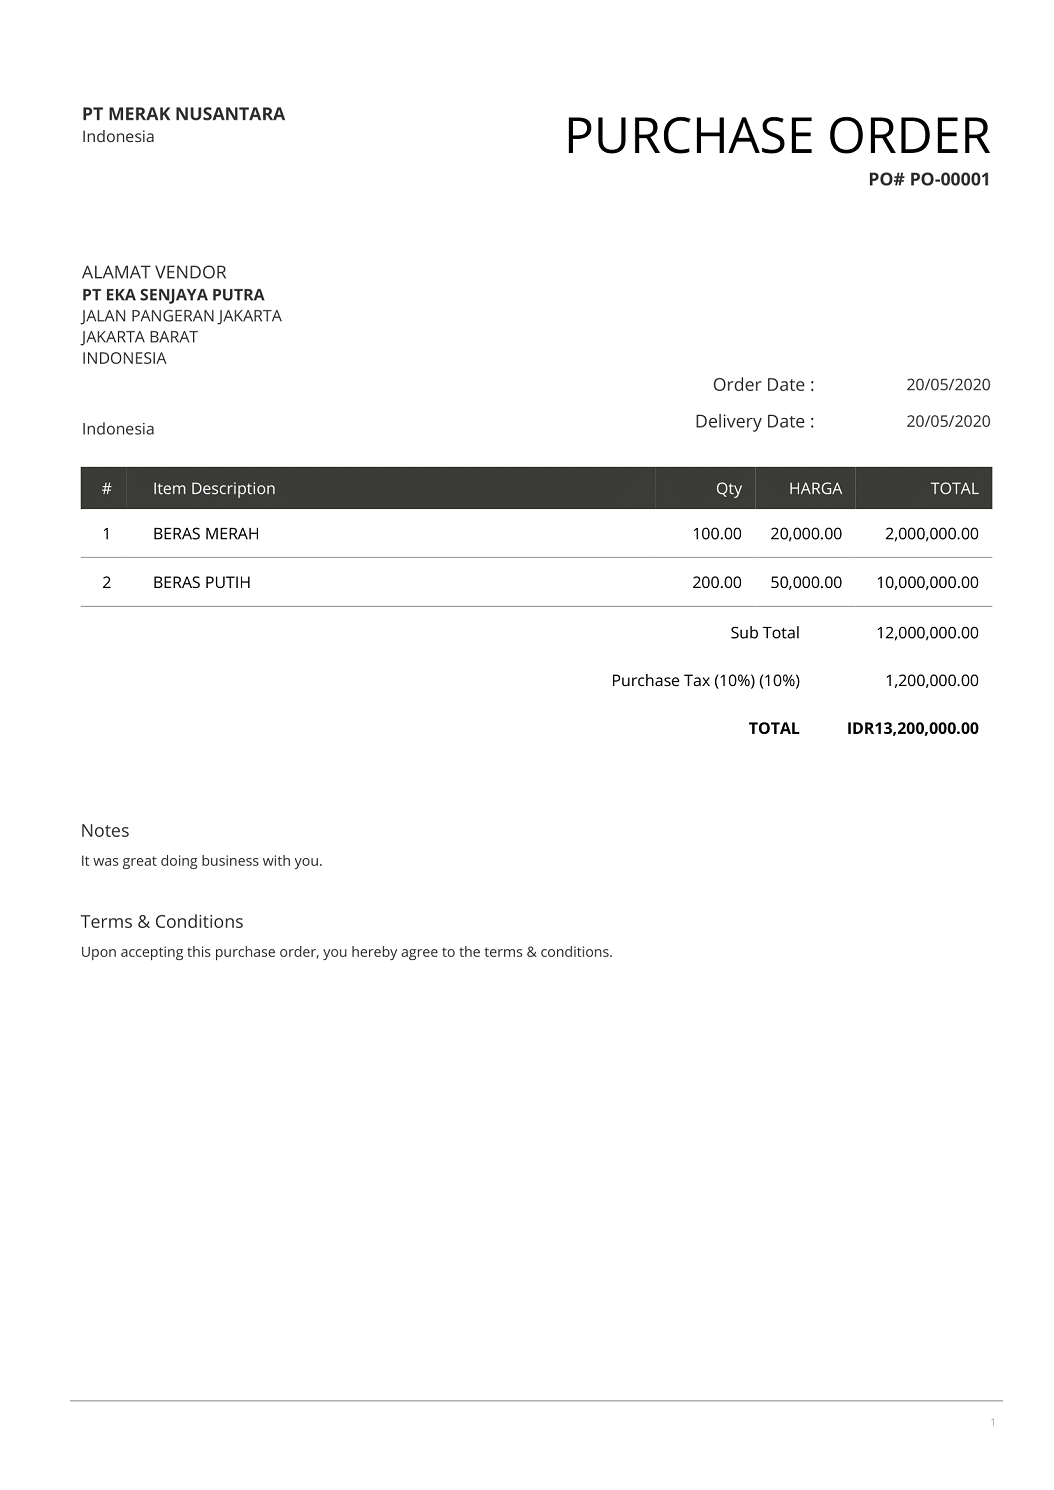 PT MERAK NUSANTARA
Indonesia
PURCHASE ORDER
PO# PO-00001
ALAMAT VENDOR
PT EKA SENJAYA PUTRA
JALAN PANGERAN JAKARTA
JAKARTA BARAT
INDONESIA
Indonesia
Order Date : 20/05/2020
Delivery Date : 20/05/2020
# Item Description Qty HARGA TOTAL
1 BERAS MERAH 100.00 20,000.00 2,000,000.00
2 BERAS PUTIH 200.00 50,000.00 10,000,000.00
Sub Total 12,000,000.00
Purchase Tax (10%) (10%) 1,200,000.00
TOTAL IDR13,200,000.00
Notes
It was great doing business with you.
Terms & Conditions
Upon accepting this purchase order, you hereby agree to the terms & conditions.
1